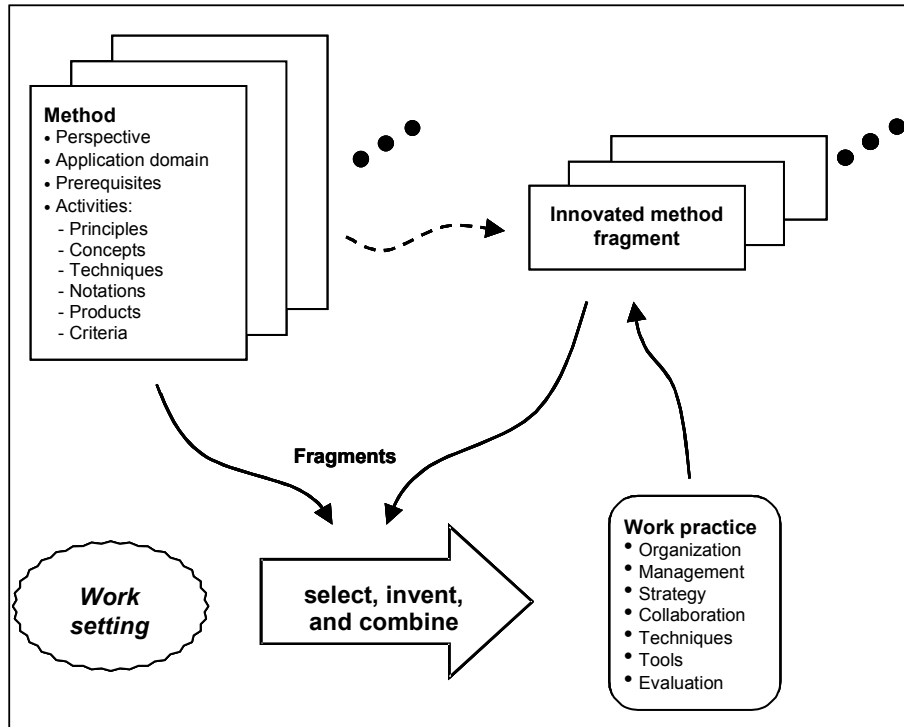 Method
• Perspective
• Application domain
• Prerequisites
• Activities:
- Principles
- Concepts
- Techniques
- Notations
- Products
- Criteria
Innovated method
fragment
Fragments
Work
setting
select, invent,
and combine
Work practice
• Organization
• Management
• Strategy
• Collaboration
• Techniques
• Tools
• Evaluation